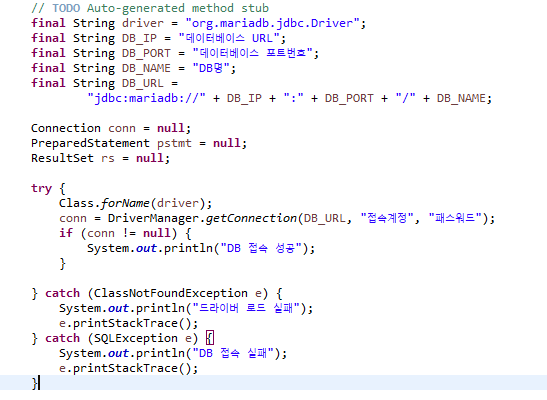 // TODO Auto-generated method stub
final String driver = "org.mariadb.jdbc.Driver";
final String DB_IP = "데이터베이스 URL";
final String DB_PORT = "데이터베이스 포트번호";
final String DB_NAME = "DB명";
final String DB_URL =
"jdbc:mariadb://" + DB_IP + ":" + DB_PORT + "/" + DB_NAME;
Connection conn = null;
PreparedStatement pstmt = null;
ResultSet rs = null;
try {
Class.forName(driver);
conn = DriverManager.getConnection(DB_URL, "접속계정", "패스워드");
if (conn != null) {
System.out.println("DB 접속 성공");
}
} catch (ClassNotFoundException e) {
System.out.println("드라이버 로드 실패");
e.printStackTrace();
} catch (SQLException e) {
System.out.println("DB 접속 실패");
e.printStackTrace();
}